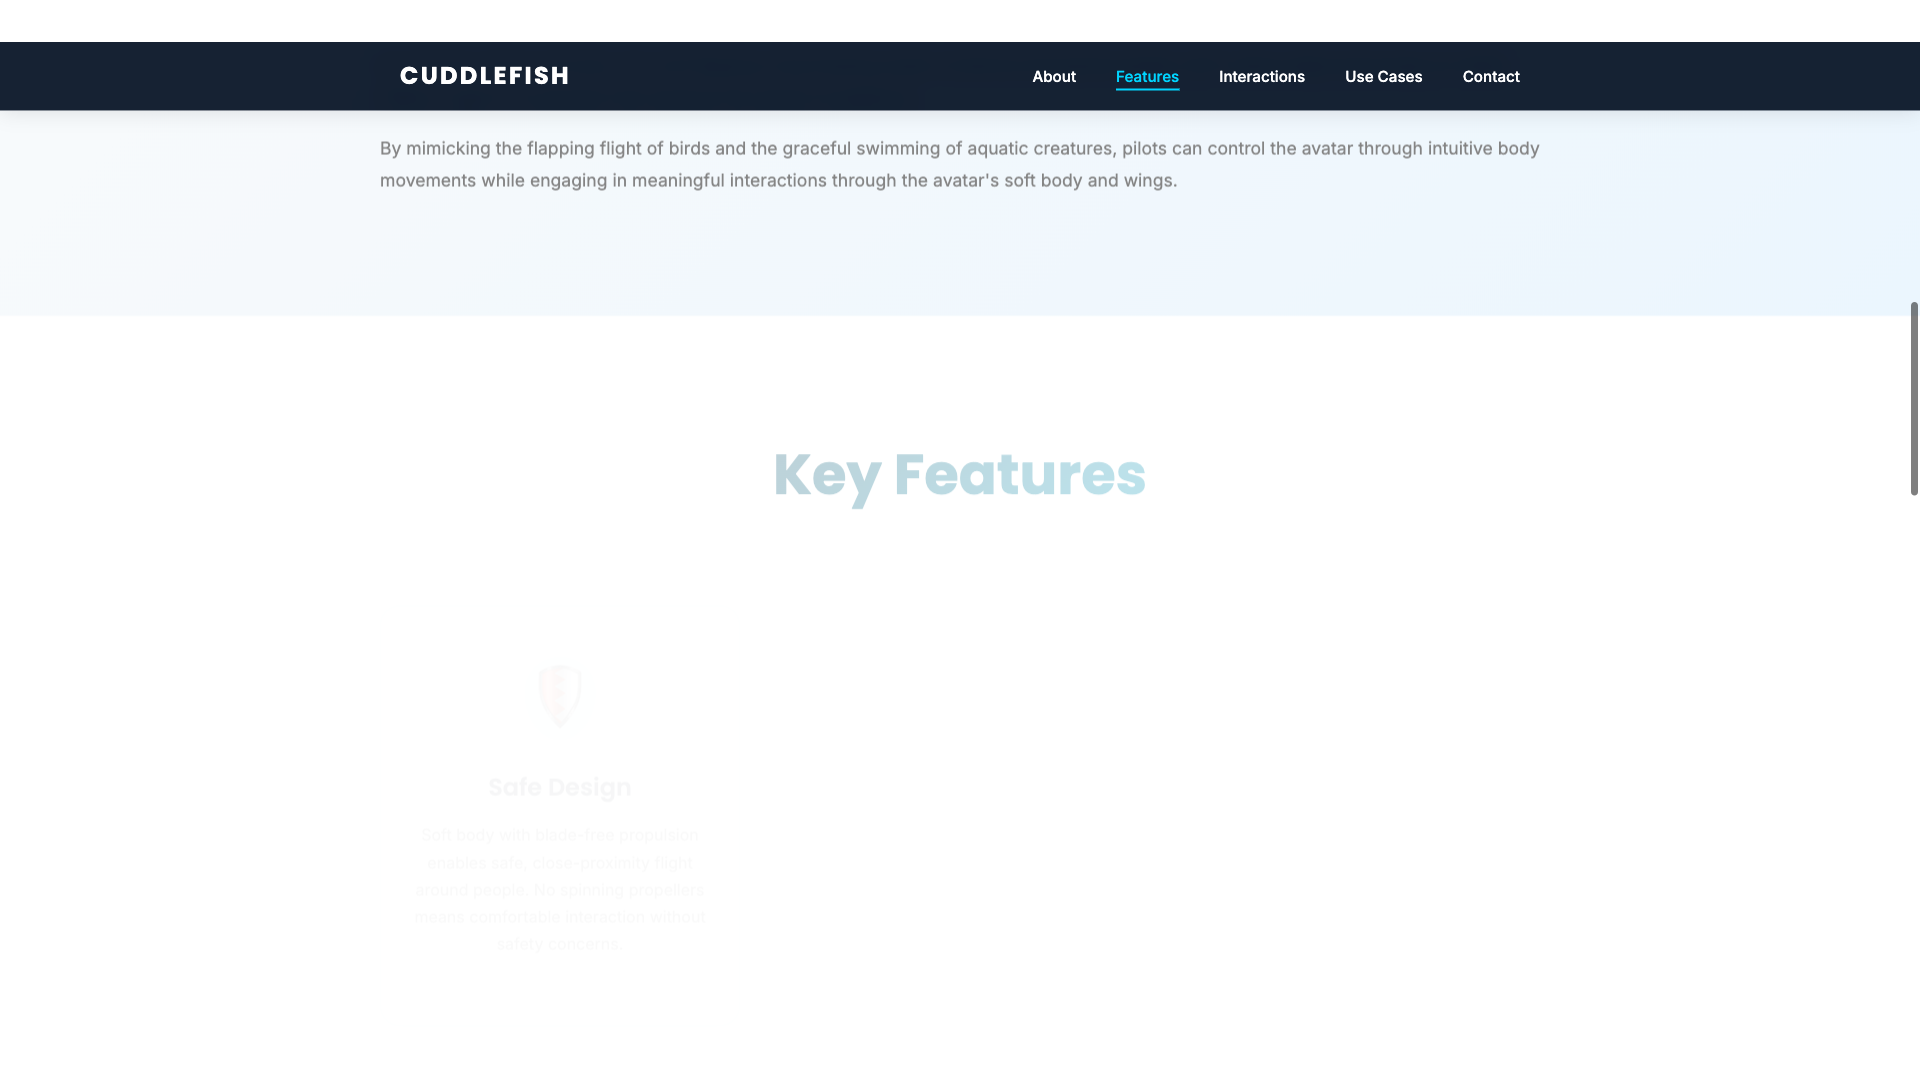 CUDDLEFISH
About Features Interactions Use Cases Contact
By mimicking the flapping flight of birds and the graceful swimming of aquatic creatures, pilots can control the avatar through intuitive body
movements while engaging in meaningful interactions through the avatar's soft body and wings.
Key Features
Safe Design
Soft body with blade-free propulsion
enables safe, close-proximity flight
around people. No spinning propellers
means comfortable interaction without
safety concerns.